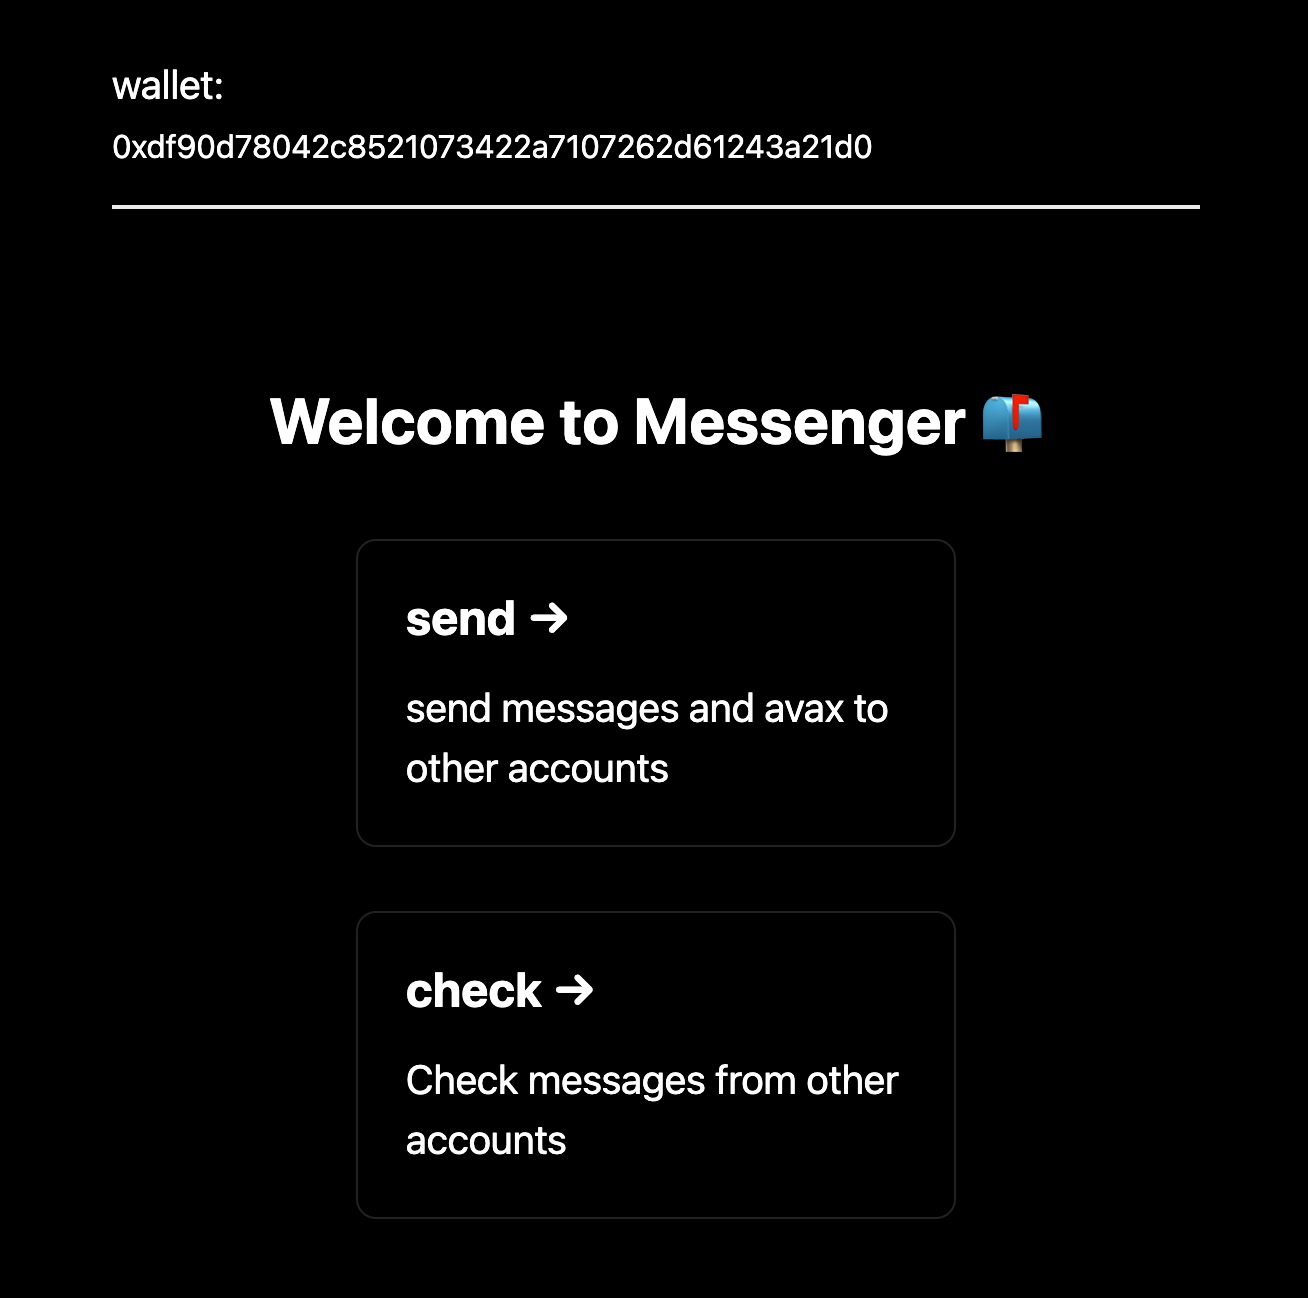 wallet:
0xdf90d78042c8521073422a7107262d61243a21d0
Welcome to Messenger 📫
send →
send messages and avax to
other accounts
check →
Check messages from other
accounts